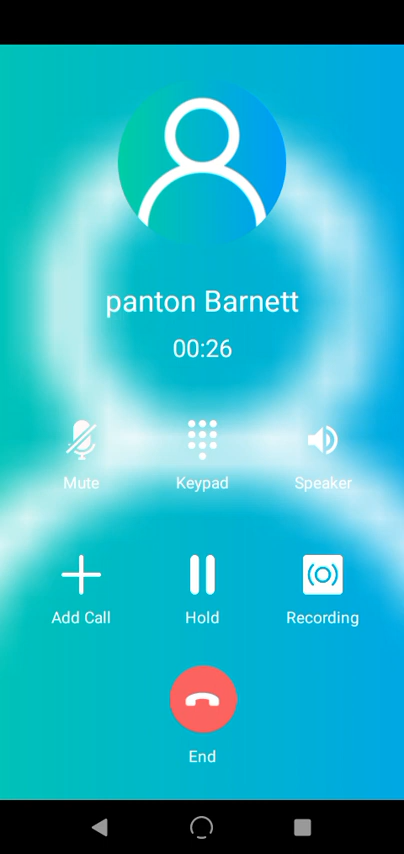 panton Barnett
00:26
Mute Keypad Speaker
Add Call Hold Recording
End